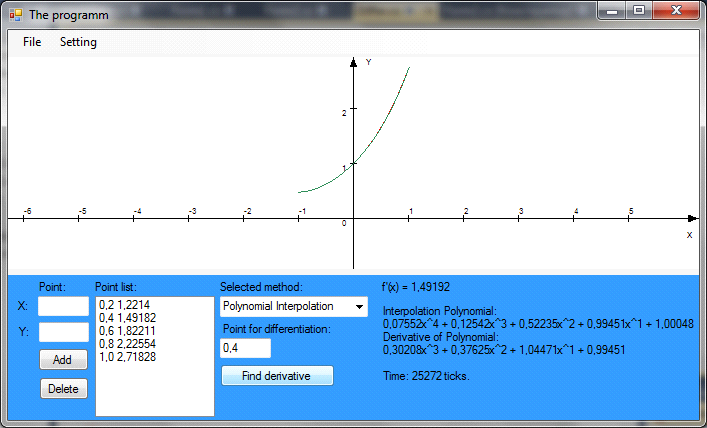 The programm
File Setting
Y
2
1
-6 -5 -4 -3 -2 -1 0 1 2 3 4 5
X
Point: Point list: Selected method: f'(x) = 1,49192
X: 0,2 1,2214 Polynomial Interpolation
0,4 1,49182
0,6 1,82211
0,8 2,22554
1,0 2,71828
Y: Point for differentiation:
0,4
Add Find derivative
Delete
Interpolation Polynomial:
0,07552x^4 + 0,12542x^3 + 0,52235x^2 + 0,99451x^1 + 1,00048
Derivative of Polynomial:
0,30208x^3 + 0,37625x^2 + 1,04471x^1 + 0,99451
Time: 25272 ticks.